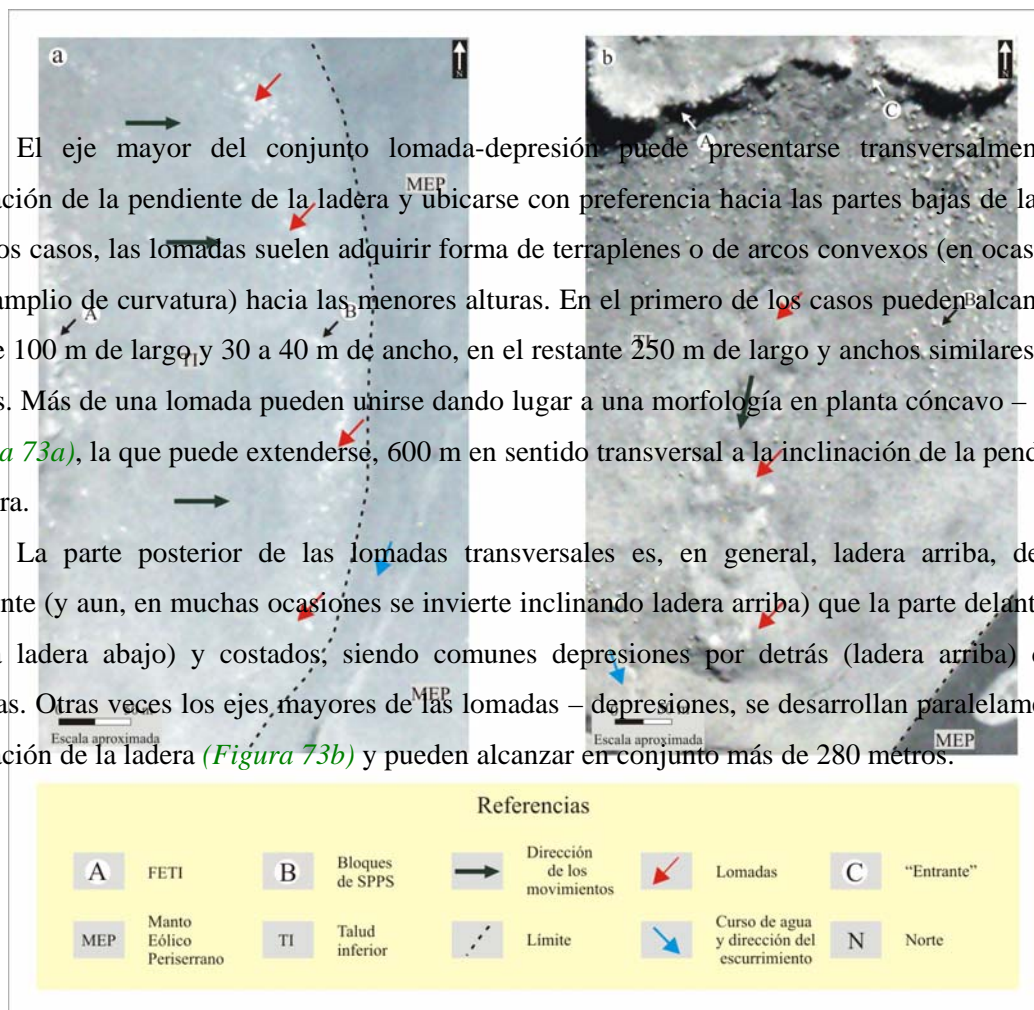 a
b
N
N
C
A
El eje mayor del conjunto lomada-depresión puede presentarse transversalmen
MEP
ación de la pendiente de la ladera y ubicarse con preferencia hacia las partes bajas de la
os casos, las lomadas suelen adquirir forma de terraplenes o de arcos convexos (en ocas
amplio de curvatura) hacia las menores alturas. En el primero de los casos pueden alcan
A
B
B
e 100 m de largo y 30 a 40 m de ancho, en el restante 250 m de largo y anchos similares
TI
TI
s. Más de una lomada pueden unirse dando lugar a una morfología en planta cóncavo –
a 73a), la que puede extenderse, 600 m en sentido transversal a la inclinación de la pend
ra.
La parte posterior de las lomadas transversales es, en general, ladera arriba, de
nte (y aun, en muchas ocasiones se invierte inclinando ladera arriba) que la parte delant
a ladera abajo) y costados, siendo comunes depresiones por detrás (ladera arriba)
MEP
as. Otras veces los ejes mayores de las lomadas – depresiones, se desarrollan paralelam
0 50 m
0 50 m
Escala aproximada
Escala aproximada
MEP
ación de la ladera (Figura 73b) y pueden alcanzar en conjunto más de 280 metros.
Referencias
A FETI
B Bloques de SPPS
Dirección de los movimientos
Lomadas
C “Entrante”
MEP Manto Eólico Periserrano
TI Talud inferior
Límite
Curso de agua y dirección del escurrimiento
N Norte